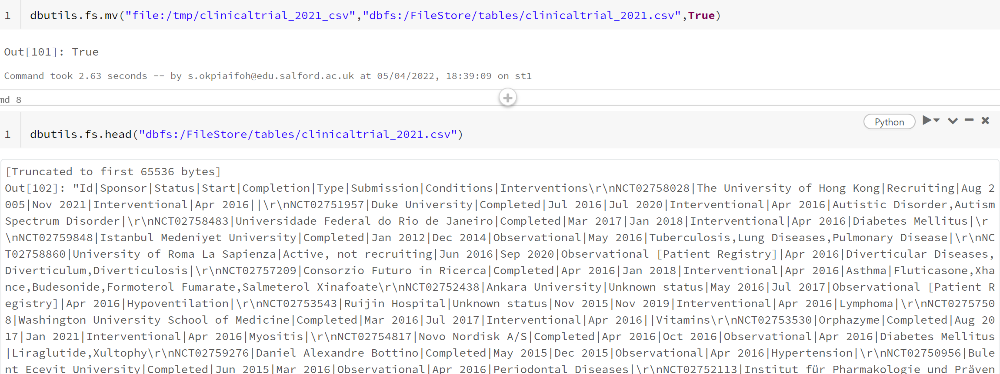 1 dbutils.fs.mv("file:/tmp/clinicaltrial_2021_csv","dbfs:/FileStore/tables/clinicaltrial_2021.csv",True)
Out[101]: True
Command took 2.63 seconds -- by s.okpiaifoh@edu.salford.ac.uk at 05/04/2022, 18:39:09 on st1
md 8
Python
1 dbutils.fs.head("dbfs:/FileStore/tables/clinicaltrial_2021.csv")
[Truncated to first 65536 bytes]
Out[102]: "Id|Sponsor|Status|Start|Completion|Type|Submission|Conditions|Interventions\r\nNCT02758028|The University of Hong Kong|Recruiting|Aug 2
005|Nov 2021|Interventional|Apr 2016||\r\nNCT02751957|Duke University|Completed|Jul 2016|Jul 2020|Interventional|Apr 2016|Autistic Disorder,Autism
Spectrum Disorder|\r\nNCT02758483|Universidade Federal do Rio de Janeiro|Completed|Mar 2017|Jan 2018|Interventional|Apr 2016|Diabetes Mellitus|\r
\nNCT02759848|Istanbul Medeniyet University|Completed|Jan 2012|Dec 2014|Observational|May 2016|Tuberculosis,Lung Diseases,Pulmonary Disease|\r\nNC
T02758860|University of Roma La Sapienza|Active, not recruiting|Jun 2016|Sep 2020|Observational [Patient Registry]|Apr 2016|Diverticular Diseases,
Diverticulum,Diverticulosis|\r\nNCT02757209|Consorzio Futuro in Ricerca|Completed|Apr 2016|Jan 2018|Interventional|Apr 2016|Asthma|Fluticasone,Xha
nce,Budesonide,Formoterol Fumarate,Salmeterol Xinafoate\r\nNCT02752438|Ankara University|Unknown status|May 2016|Jul 2017|Observational [Patient R
egistry]|Apr 2016|Hypoventilation|\r\nNCT02753543|Ruijin Hospital|Unknown status|Nov 2015|Nov 2019|Interventional|Apr 2016|Lymphoma|\r\nNCT0275750
8|Washington University School of Medicine|Completed|Mar 2016|Jul 2017|Interventional|Apr 2016||Vitamins\r\nNCT02753530|Orphazyme|Completed|Aug 20
17|Jan 2021|Interventional|Apr 2016|Myositis|\r\nNCT02754817|Novo Nordisk A/S|Completed|Apr 2016|Oct 2016|Observational|Apr 2016|Diabetes Mellitus
|Liraglutide,Xultophy\r\nNCT02759276|Daniel Alexandre Bottino|Completed|May 2015|Dec 2015|Observational|Apr 2016|Hypertension|\r\nNCT02750956|Bule
nt Ecevit University|Completed|Jun 2015|Mar 2016|Observational|Apr 2016|Periodontal Diseases|\r\nNCT02752113|Institut für Pharmakologie und Präven